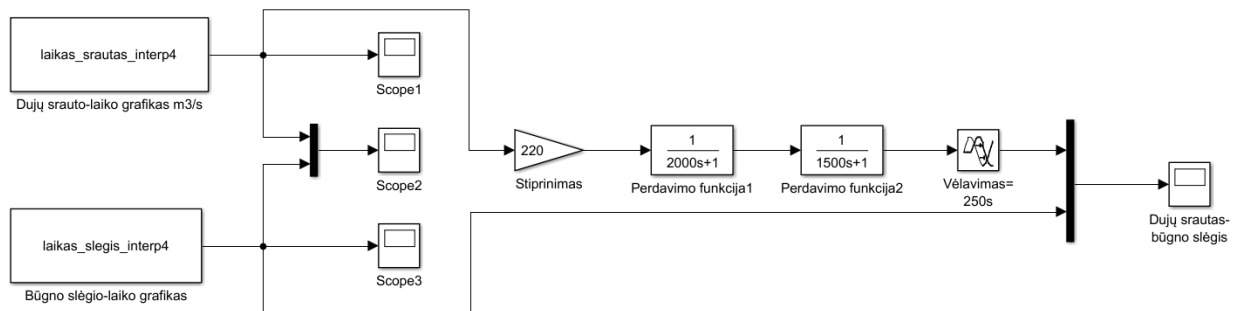 laikas_srautas_interp4
Dujų srauto-laiko grafikas m3/s
Scope1
Scope2
laikas_slegis_interp4
Būgno slėgio-laiko grafikas
Scope3
220
Stiprinimas
1
2000s+1
Perdavimo funkcija1
1
1500s+1
Perdavimo funkcija2
Vėlavimas=
250s
Dujų srautas-
būgno slėgis